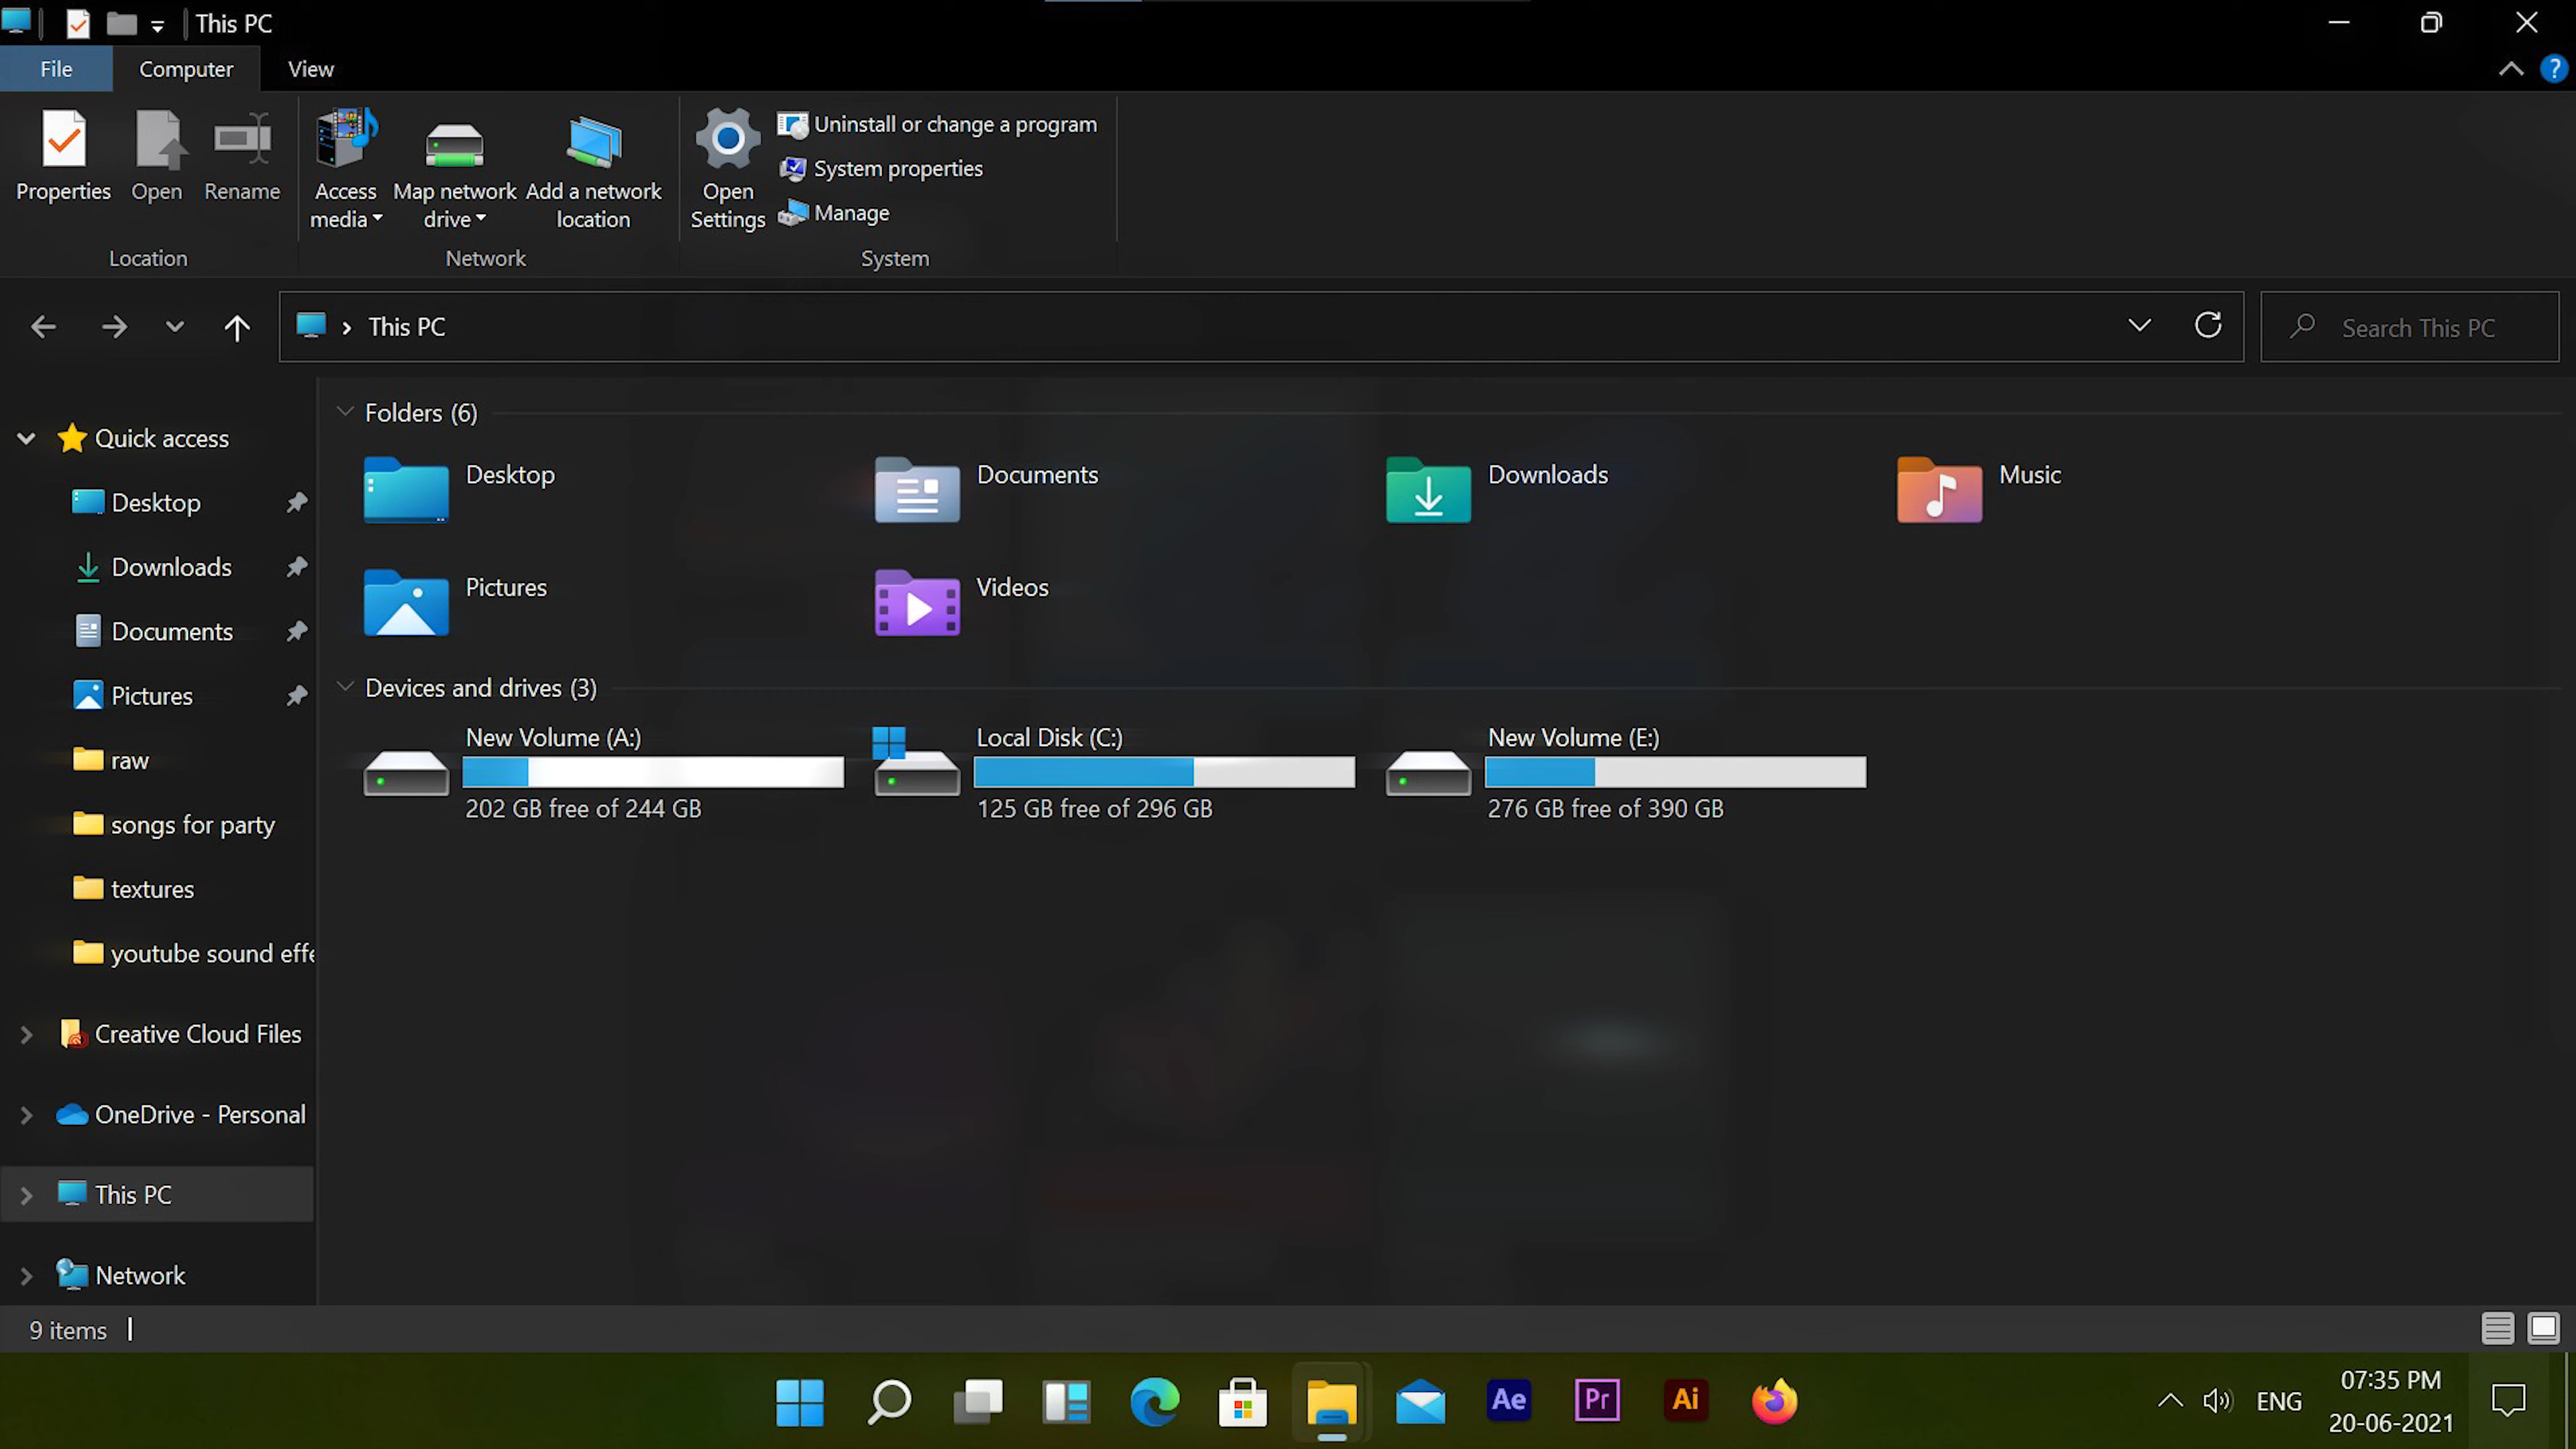 This PC
File Computer View
Properties Open Rename Access media Map network drive Add a network location Open Settings
Uninstall or change a program
System properties
Manage
Location Network System
This PC
Search This PC
Quick access
Desktop
Downloads
Documents
Pictures
raw
songs for party
textures
youtube sound effe
Creative Cloud Files
OneDrive - Personal
This PC
Network
Folders (6)
Desktop Documents Downloads Music
Pictures Videos
Devices and drives (3)
New Volume (A:) Local Disk (C:) New Volume (E:)
202 GB free of 244 GB 125 GB free of 296 GB 276 GB free of 390 GB
9 items
Ae Pr Ai
ENG
07:35 PM
20-06-2021